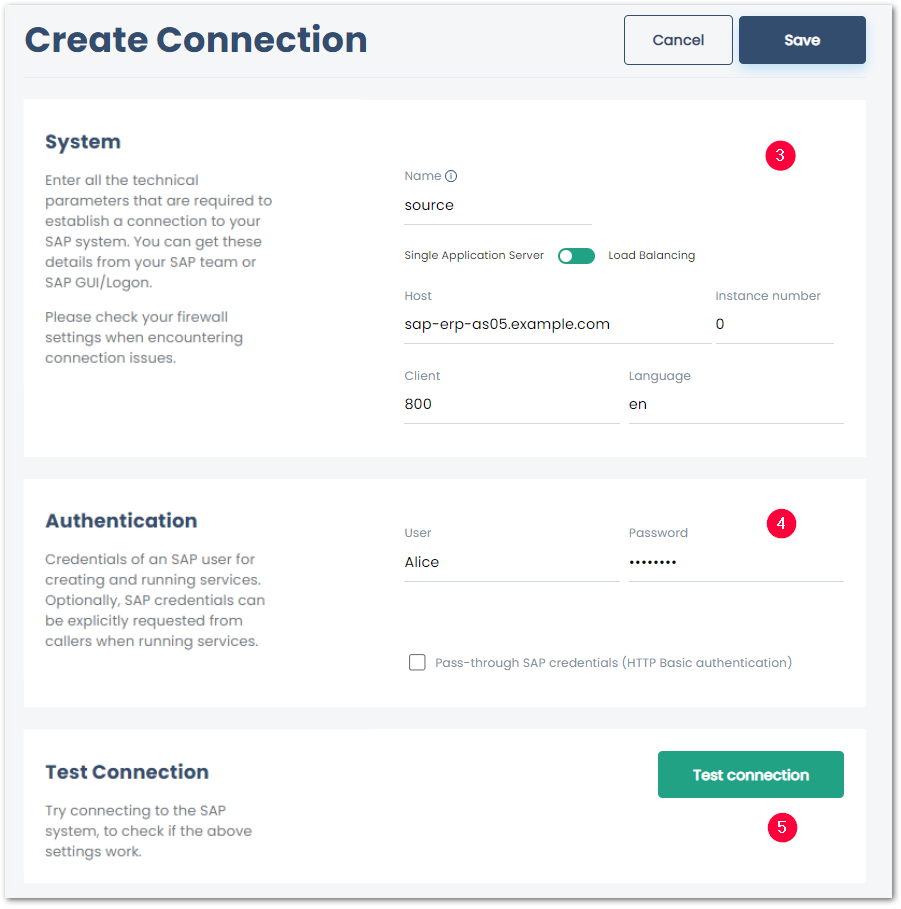 Create Connection
Cancel
Save
System
Enter all the technical
parameters that are required to
establish a connection to your
SAP system. You can get these
details from your SAP team or
SAP GUI/Logon.
Please check your firewall
settings when encountering
connection issues.
3
Name
source
Single Application Server
Load Balancing
Host
Instance number
sap-erp-as05.example.com
0
Client
Language
800
en
Authentication
Credentials of an SAP user for
creating and running services.
Optionally, SAP credentials can
be explicitly requested from
callers when running services.
4
User
Password
Alice
••••••••
Pass-through SAP credentials (HTTP Basic authentication)
Test Connection
Try connecting to the SAP
system, to check if the above
settings work.
Test connection
5